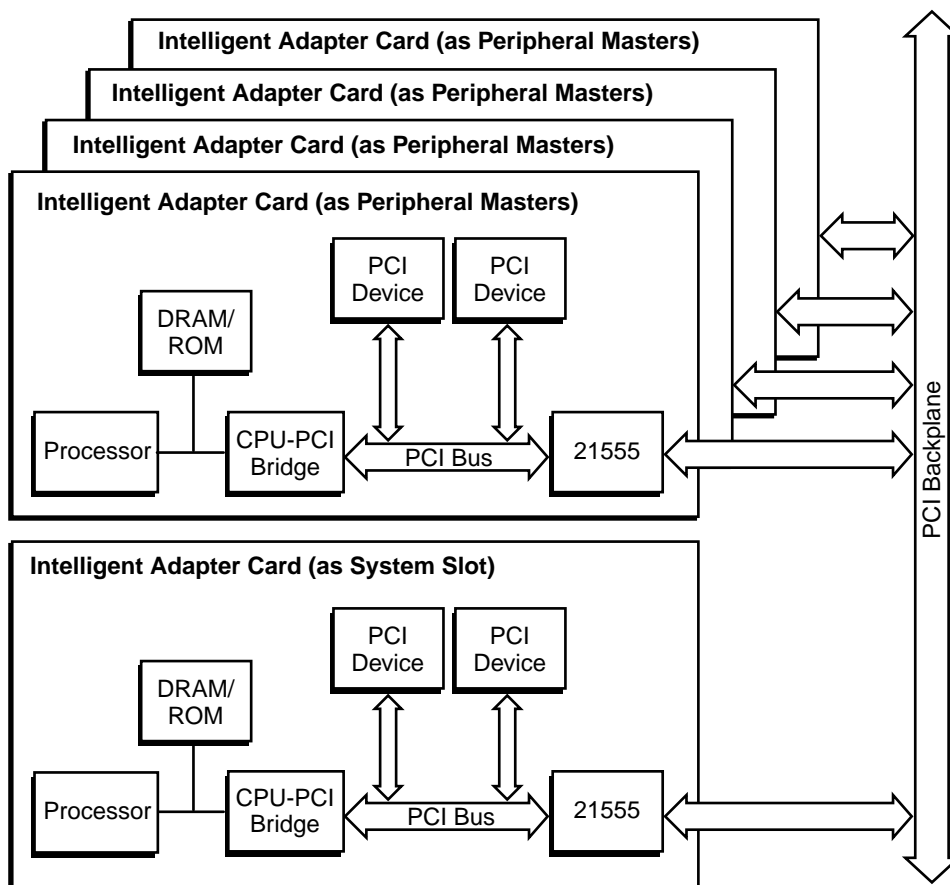 Intelligent Adapter Card (as Peripheral Masters)
Intelligent Adapter Card (as Peripheral Masters)
Intelligent Adapter Card (as Peripheral Masters)
Intelligent Adapter Card (as Peripheral Masters)
PCI
Device
PCI
Device
DRAM/
ROM
Processor
CPU-PCI
Bridge
PCI Bus
21555
PCI Backplane
Intelligent Adapter Card (as System Slot)
PCI
Device
PCI
Device
DRAM/
ROM
Processor
CPU-PCI
Bridge
PCI Bus
21555